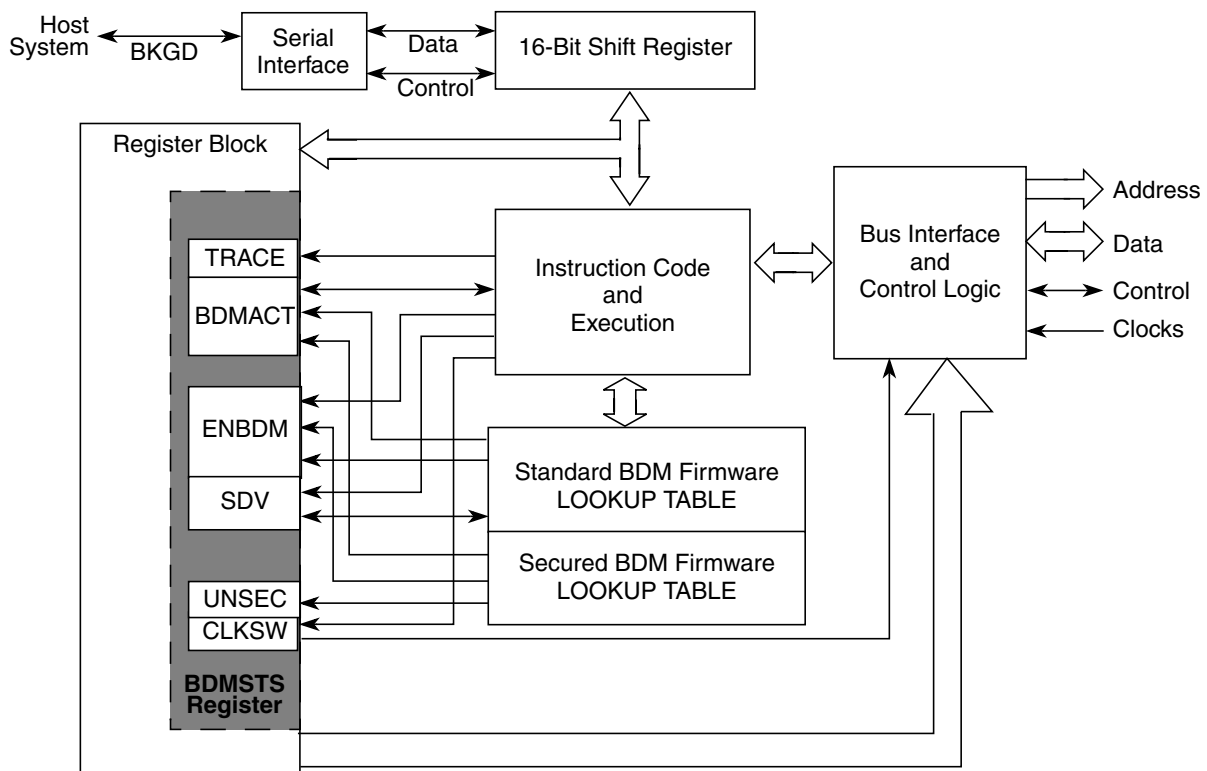 Host
System
BKGD
Serial
Interface
Data
Control
16-Bit Shift Register
Register Block
TRACE
BDMACT
ENBDM
SDV
UNSEC
CLKSW
BDMSTS
Register
Instruction Code
and
Execution
Standard BDM Firmware
LOOKUP TABLE
Secured BDM Firmware
LOOKUP TABLE
Bus Interface
and
Control Logic
Address
Data
Control
Clocks